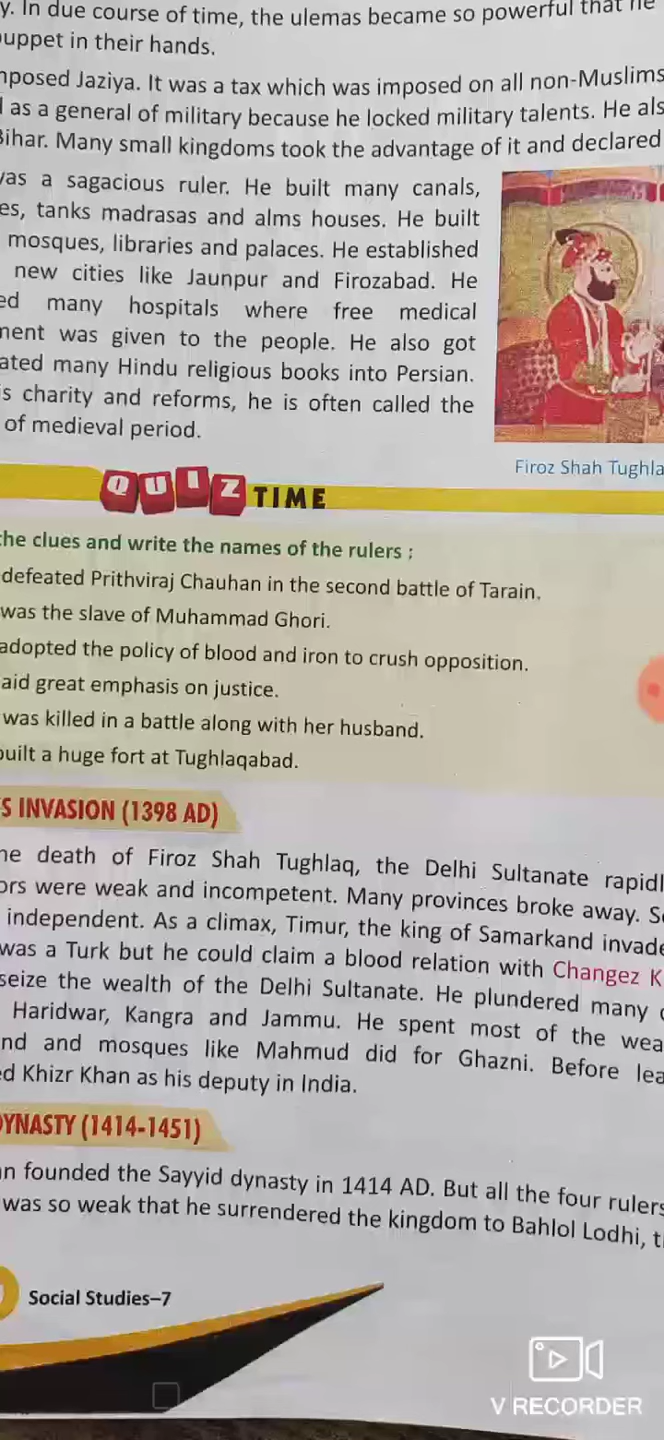 y. In due course of time, the ulemas became so powerful that he
puppet in their hands.
mposed Jaziya. It was a tax which was imposed on all non-Muslims
as a general of military because he locked military talents. He als
Bihar. Many small kingdoms took the advantage of it and declared
was a sagacious ruler. He built many canals,
es, tanks madrasas and alms houses. He built
mosques, libraries and palaces. He established
new cities like Jaunpur and Firozabad. He
ed many hospitals where free medical
ment was given to the people. He also got
ated many Hindu religious books into Persian.
s charity and reforms, he is often called the
of medieval period.
Firoz Shah Tughla
QUIZ TIME
the clues and write the names of the rulers :
defeated Prithviraj Chauhan in the second battle of Tarain.
was the slave of Muhammad Ghori.
adopted the policy of blood and iron to crush opposition.
aid great emphasis on justice.
was killed in a battle along with her husband.
built a huge fort at Tughlaqabad.
S INVASION (1398 AD)
he death of Firoz Shah Tughlaq, the Delhi Sultanate rapidl
ors were weak and incompetent. Many provinces broke away. So
independent. As a climax, Timur, the king of Samarkand invade
was a Turk but he could claim a blood relation with Changez K
seize the wealth of the Delhi Sultanate. He plundered many c
Haridwar, Kangra and Jammu. He spent most of the wea
nd and mosques like Mahmud did for Ghazni. Before lea
ed Khizr Khan as his deputy in India.
DYNASTY (1414-1451)
an founded the Sayyid dynasty in 1414 AD. But all the four rulers
was so weak that he surrendered the kingdom to Bahlol Lodhi, t
Social Studies–7
V RECORDER